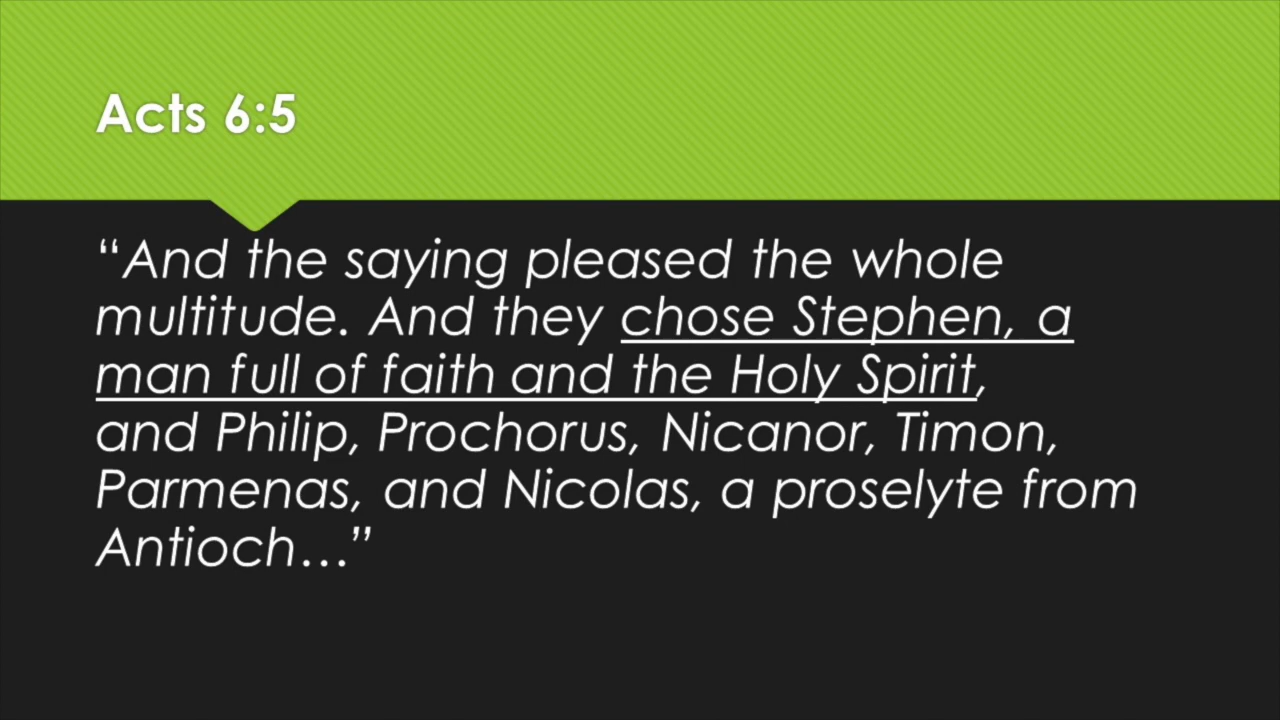 Acts 6:5
“And the saying pleased the whole
multitude. And they chose Stephen, a
man full of faith and the Holy Spirit,
and Philip, Prochorus, Nicanor, Timon,
Parmenas, and Nicolas, a proselyte from
Antioch…”